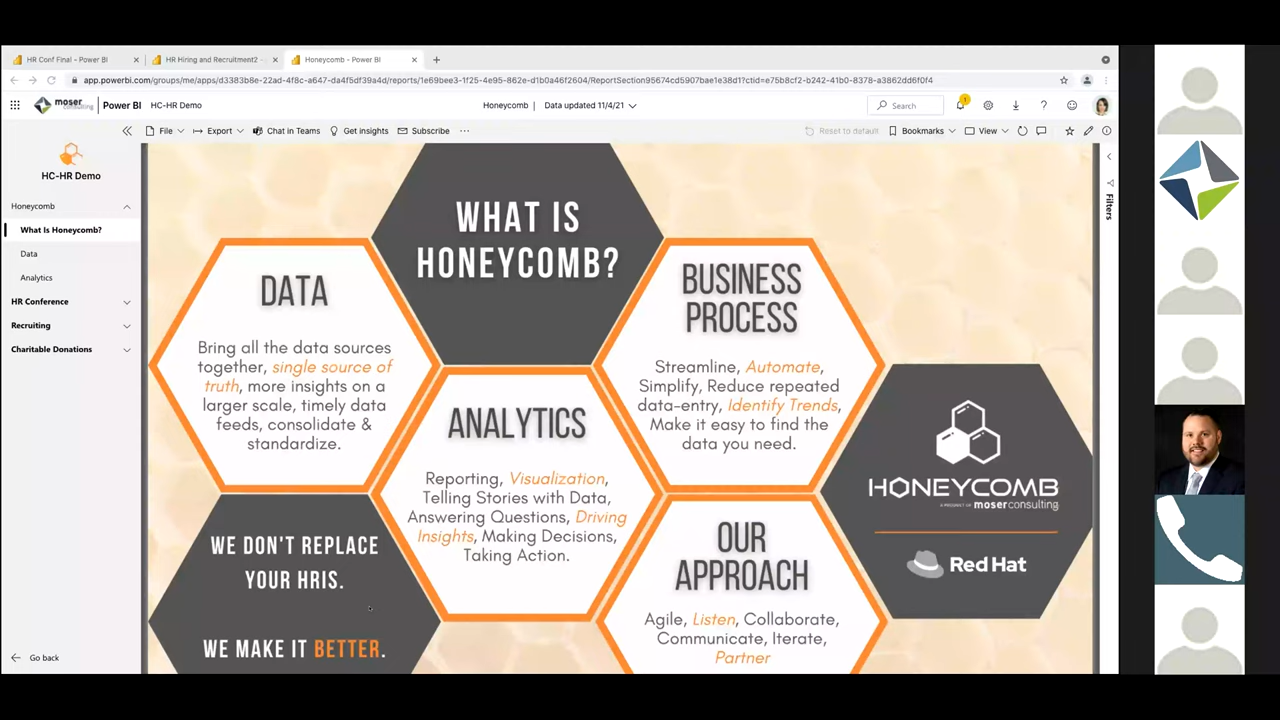 HR Conf Final - Power BI
HR Hiring and Recruitment2 -
Honeycomb - Power BI
app.powerbi.com/groups/me/apps/d3383b8e-22ad-4f8c-a647-da4f5df39a4d/reports/1e69bee3-1f25-4e95-862e-d1b0a46f2604/ReportSection95674cd5907bae1e38d1?ctid=e75b8cf2-b242-41b0-8378-a3862dd6f0f4
moser
consulting
Power BI
HC-HR Demo
Honeycomb | Data updated 11/4/21
Search
1
File
Export
Chat in Teams
Get insights
Subscribe
Reset to default
Bookmarks
View
HC-HR Demo
Honeycomb
What Is Honeycomb?
Data
Analytics
HR Conference
Recruiting
Charitable Donations
Go back
Filters
WHAT IS
HONEYCOMB?
DATA
Bring all the data sources
together, single source of
truth, more insights on a
larger scale, timely data
feeds, consolidate &
standardize.
BUSINESS
PROCESS
Streamline, Automate,
Simplify, Reduce repeated
data-entry, Identify Trends,
Make it easy to find the
data you need.
ANALYTICS
Reporting, Visualization,
Telling Stories with Data,
Answering Questions, Driving
Insights, Making Decisions,
Taking Action.
HONEYCOMB
A PRODUCT OF moserconsulting
Red Hat
WE DON'T REPLACE
YOUR HRIS.
WE MAKE IT BETTER.
OUR
APPROACH
Agile, Listen, Collaborate,
Communicate, Iterate,
Partner